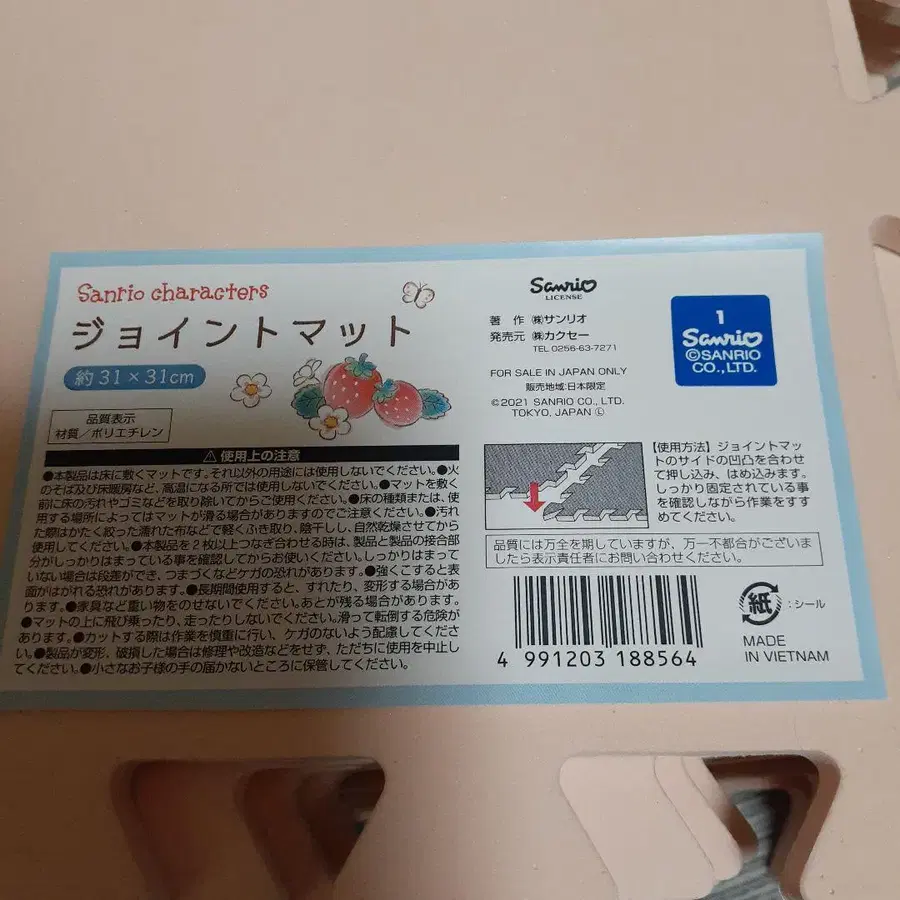 Sanrio characters
ジョイントマット
約31×31cm
品質表示
材質/ポリエチレン
⚠使用上の注意
●本製品は床に敷くマットです。それ以外の用途には使用しないでください。●火
のそば及び床暖房など、高温になる所では使用しないでください。●マットを敷く
前に床の汚れやゴミなどを取り除いてからご使用ください。●床の種類または、使
用する場所によってはマットが滑る場合がありますのでご注意ください。●汚れ
た際はかたく絞った濡れた布などで軽くふき取り、陰干しし、自然乾燥させてから
使用してください。●本製品を2枚以上つなぎ合わせる時は、製品と製品の接合部
分がしっかりはまっている事を確認してからお使いください。しっかりはまって
いない場合は段差ができ、つまづくなどケガの恐れがあります。●強くこすると表
面がはがれる恐れがあります。●長期間使用すると、すれたり、変形する場合があ
ります。●家具など重い物をのせないでください。あとが残る場合があります。
●マットの上に飛び乗ったり、走ったりしないでください。滑って転倒する危険が
あります。●カットする際は作業を慎重に行い、ケガのないよう配慮してくださ
い。●製品が変形、破損した場合は修理や改造などをせず、ただちに使用を中止し
てください。●小さなお子様の手の届かないところに保管してください。
Sanrio
LICENSE
著 作 ㈱サンリオ
発売元 ㈱カクセー
TEL 0256-63-7271
FOR SALE IN JAPAN ONLY
販売地域:日本限定
©2021 SANRIO CO., LTD.
TOKYO, JAPAN Ⓛ
1
Sanrio
©SANRIO
CO., LTD.
【使用方法】ジョイントマッ
トのサイドの凹凸を合わせ
て押し込み、はめ込みます。
しっかり固定されている事
を確認しながら作業をすす
めてください。
品質には万全を期していますが、万一不都合がございま
したら表示責任者にお問い合わせください。
4 991203 188564
紙:シール
MADE
IN VIETNAM